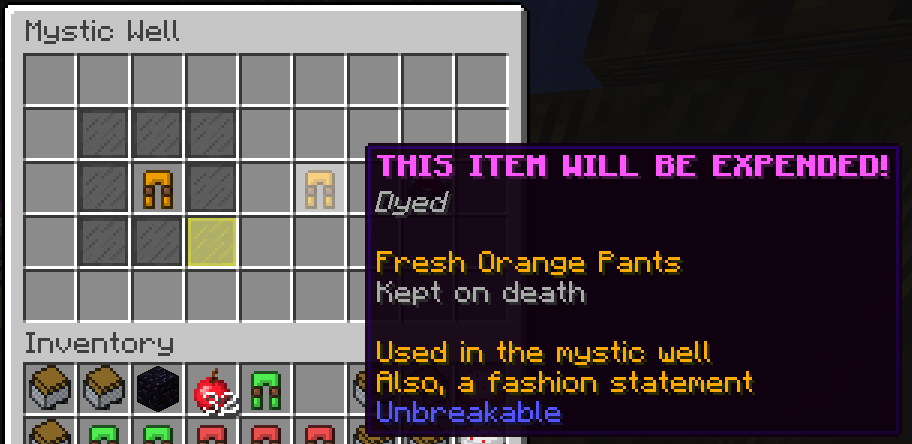 Mystic Well
THIS ITEM WILL BE EXPENDED!
Dyed
Fresh Orange Pants
Kept on death
Used in the mystic well
Also, a fashion statement
Unbreakable
Inventory
32